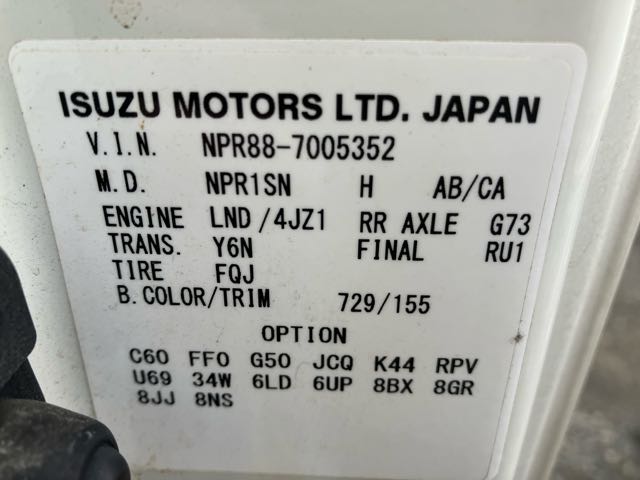 ISUZU MOTORS LTD. JAPAN
V.I.N. NPR88-7005352
M.D. NPR1SN H AB/CA
ENGINE LND/4JZ1 RR AXLE G73
TRANS. Y6N FINAL RU1
TIRE FQJ
B.COLOR/TRIM 729/155
OPTION
C60 FF0 G50 JCQ K44 RPV
U69 34W 6LD 6UP 8BX 8GR
8JJ 8NS